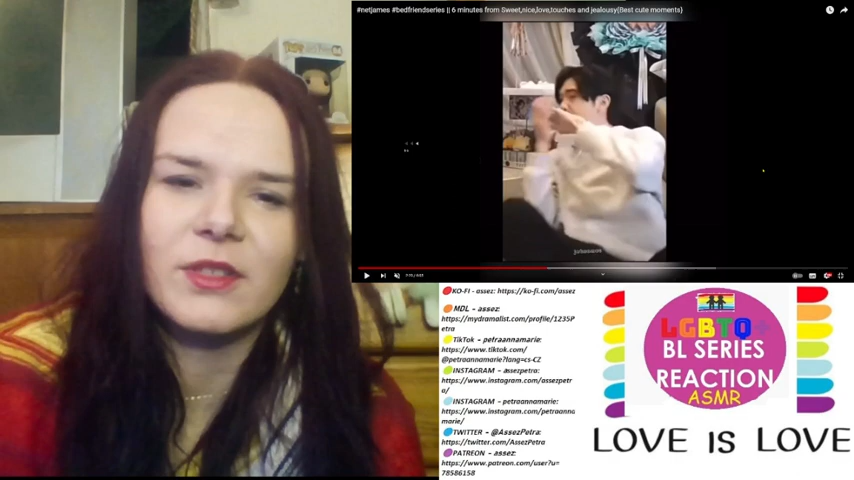 #netjames #bedfriendseries || 6 minutes from Sweet,nice,love,touches and jealousy(Best cute moments)
KO-FI - assez: https://ko-fi.com/assez
MDL - assez:
https://mydramalist.com/profile/1235P
etra
TikTok - petraannamarie:
https://www.tiktok.com/
@petraannamarie?lang=cs-CZ
INSTAGRAM - assezpetra:
https://www.instagram.com/assezpetr
a/
INSTAGRAM - petraannamarie:
https://www.instagram.com/petraanna
marie/
TWITTER - @AssezPetra:
https://twitter.com/AssezPetra
PATREON - assez:
https://www.patreon.com/user?u=
78586158
LGBTQ+
BL SERIES
REACTION
ASMR
LOVE IS LOVE